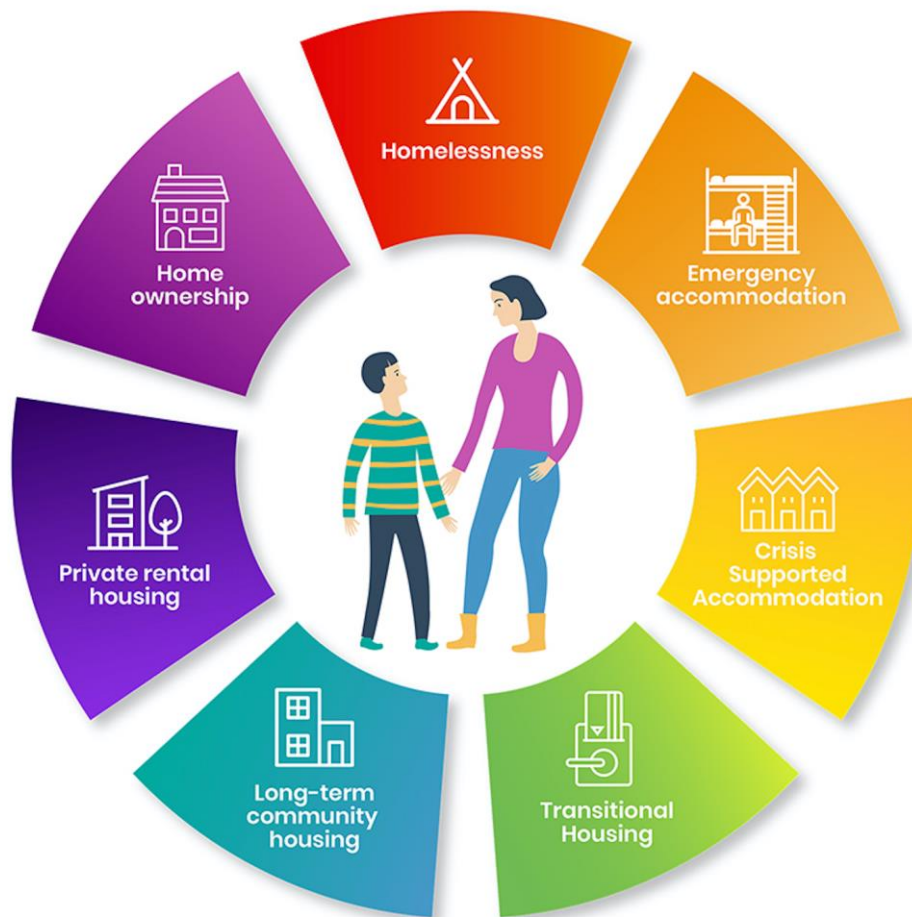 Homelessness
Emergency
accommodation
Crisis
Supported
Accommodation
Transitional
Housing
Long-term
community
housing
Private rental
housing
Home
ownership